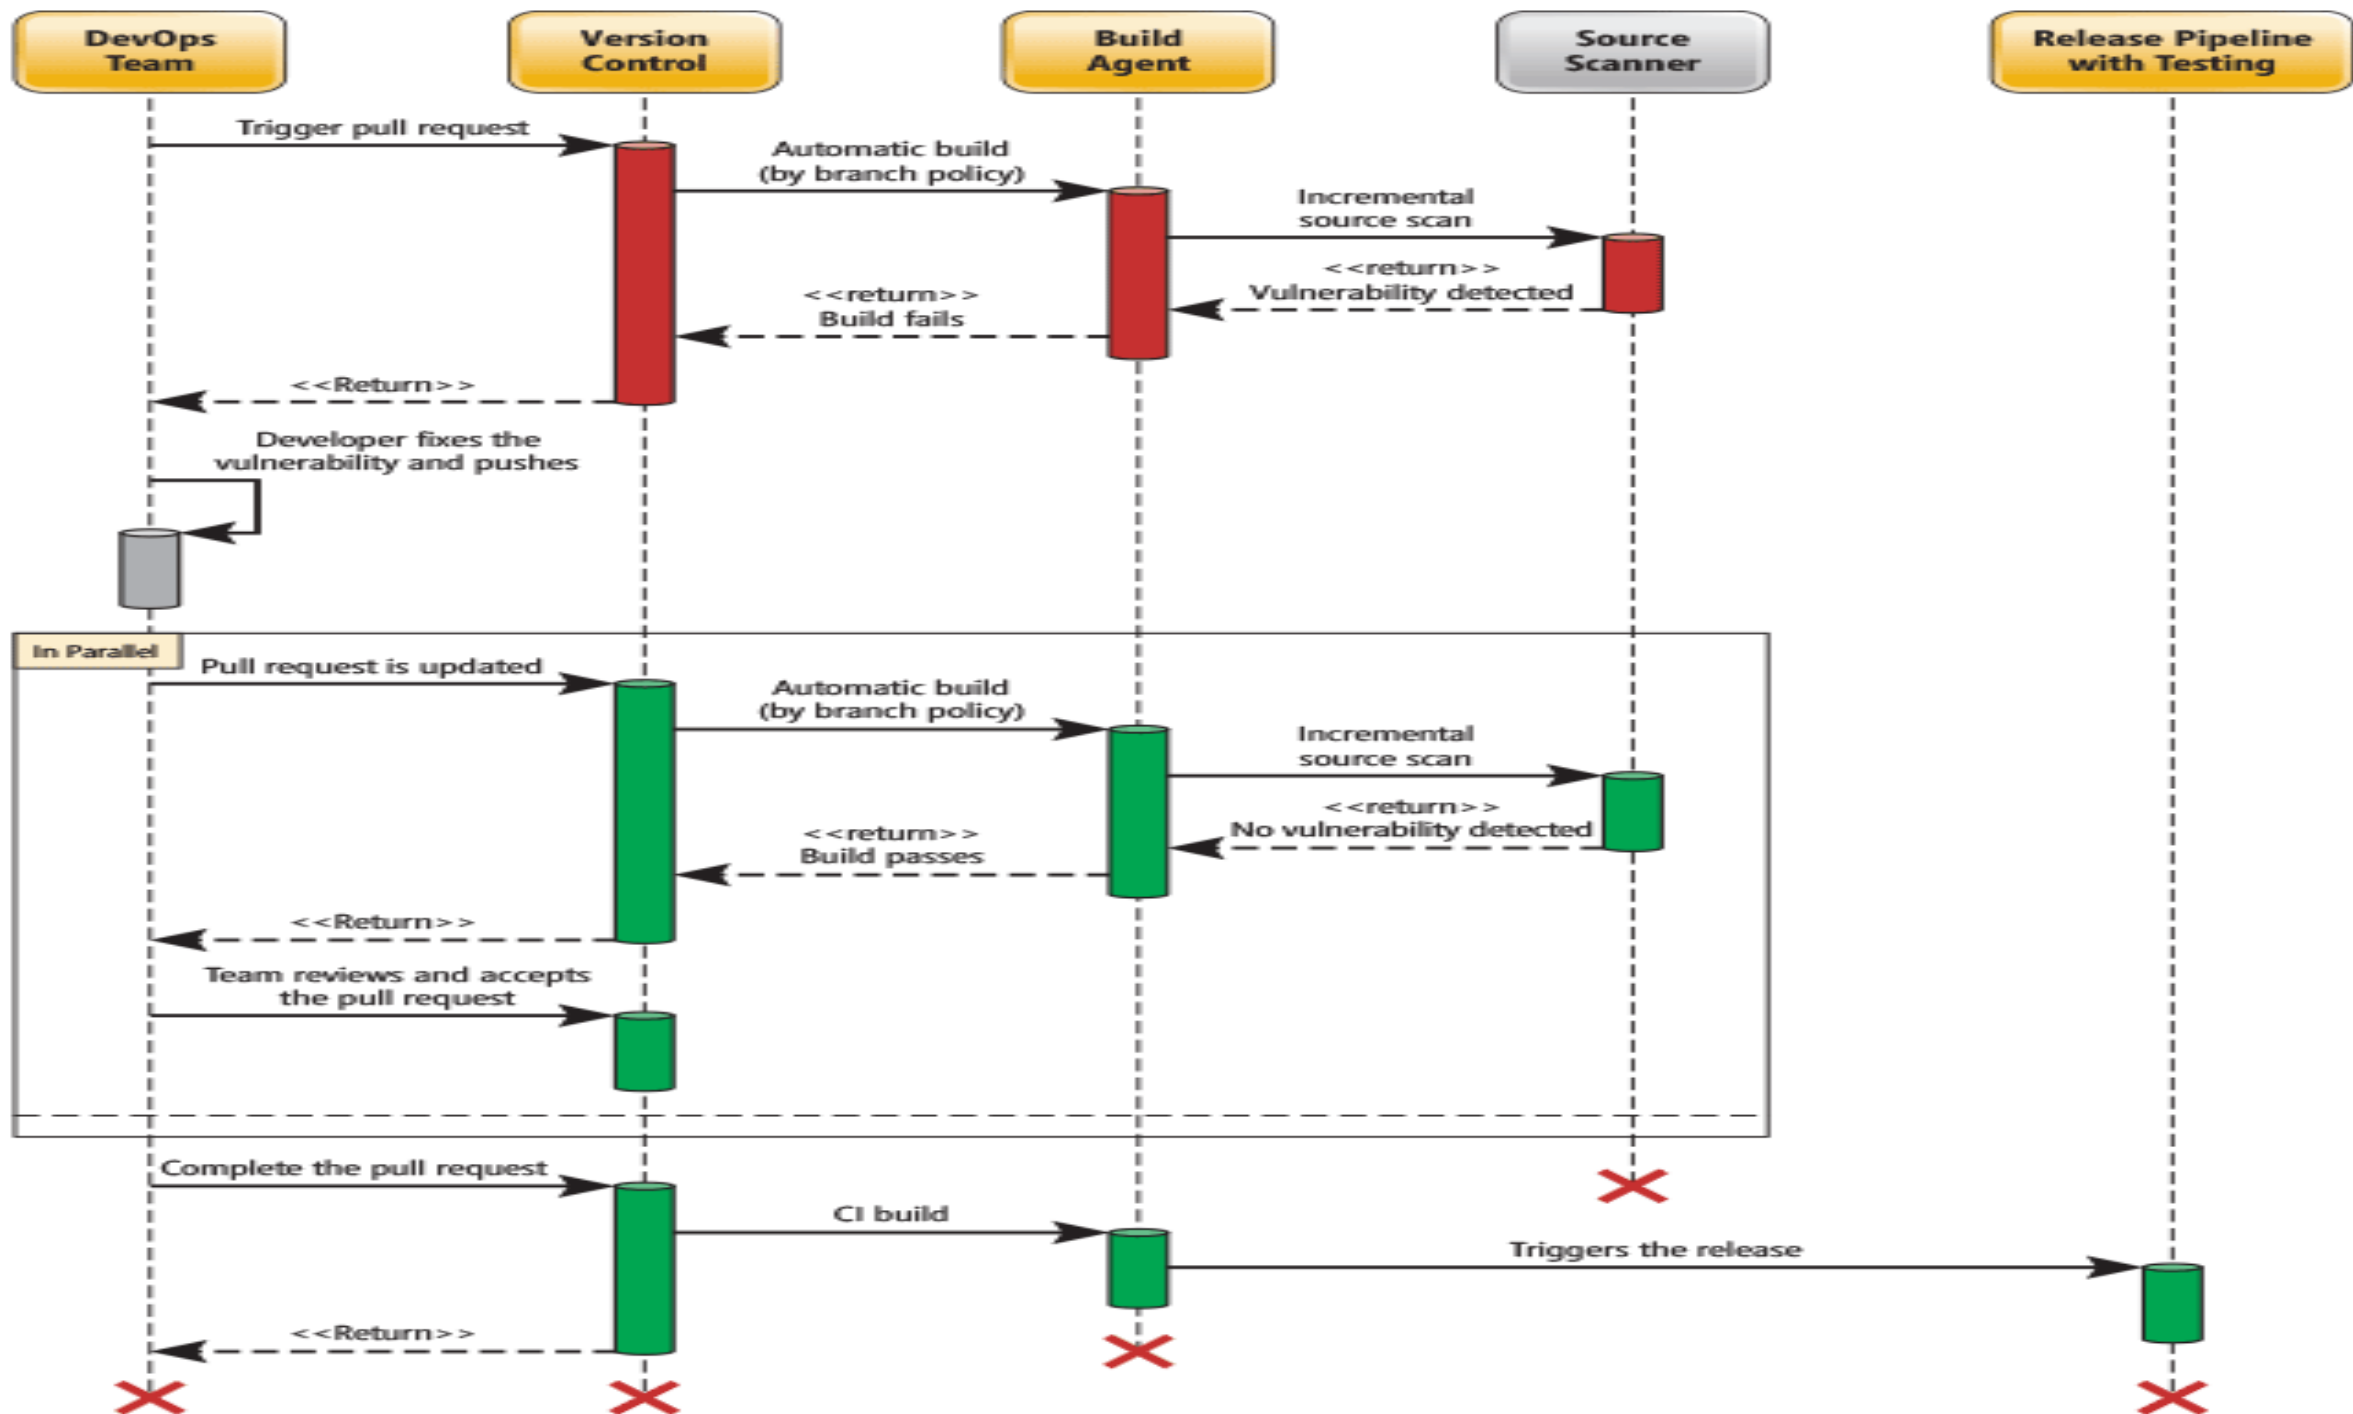 DevOps
Team
Version
Control
Build
Agent
Source
Scanner
Release Pipeline
with Testing
Trigger pull request
Automatic build
(by branch policy)
Incremental
source scan
<<return>>
Vulnerability detected
<<return>>
Build fails
<<Return>>
Developer fixes the
vulnerability and pushes
In Parallel
Pull request is updated
Automatic build
(by branch policy)
Incremental
source scan
<<return>>
No vulnerability detected
<<return>>
Build passes
<<Return>>
Team reviews and accepts
the pull request
Complete the pull request
CI build
Triggers the release
<<Return>>